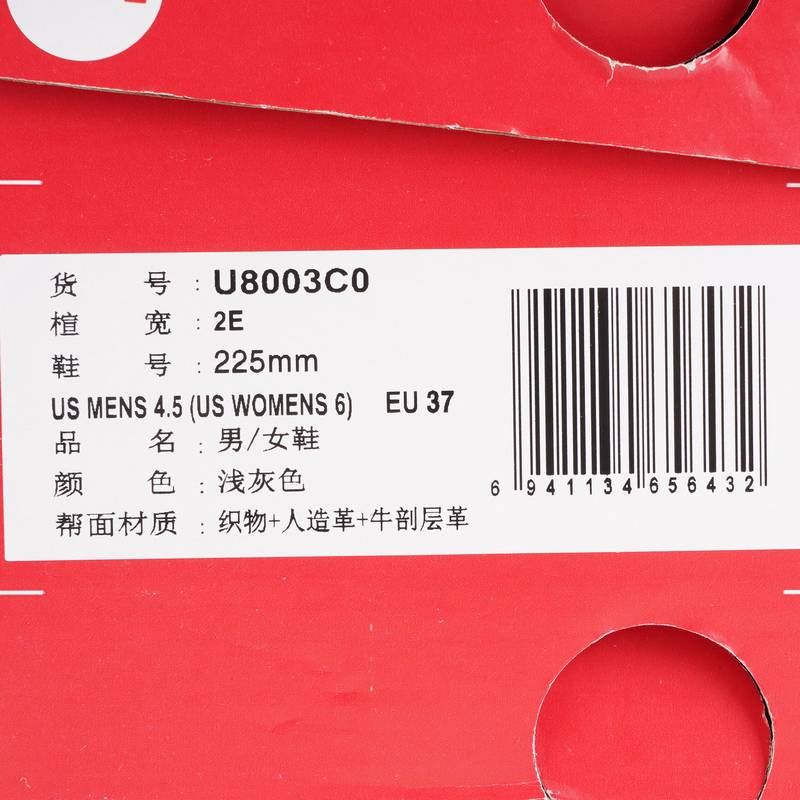 货 号 : U8003C0
楦 宽 : 2E
鞋 号 : 225mm
US MENS 4.5 (US WOMENS 6) EU 37
品 名 : 男/女鞋
颜 色 : 浅灰色
帮面材质 : 织物+人造革+牛剖层革
6 941134 656432